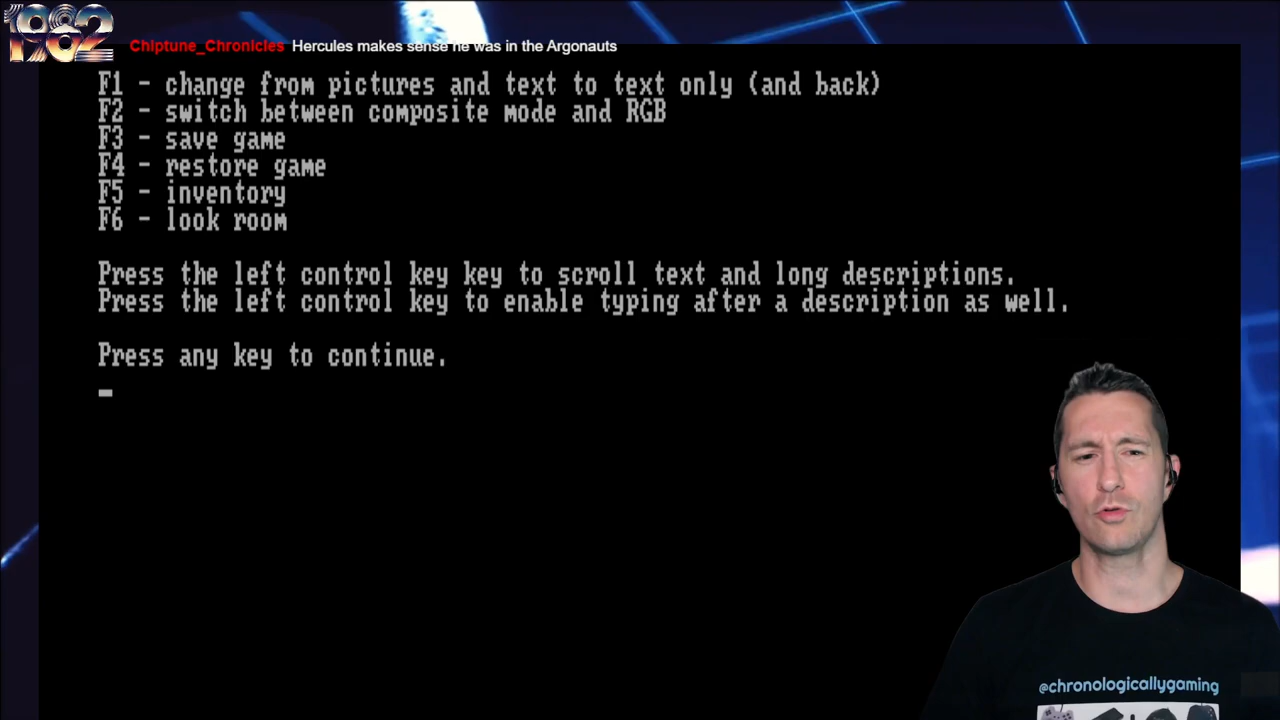 1982
1982
Chiptune_Chronicles Hercules makes sense he was in the Argonauts
F1 - change from pictures and text to text only (and back)
F2 - switch between composite mode and RGB
F3 - save game
F4 - restore game
F5 - inventory
F6 - look room
Press the left control key key to scroll text and long descriptions.
Press the left control key to enable typing after a description as well.
Press any key to continue.
@chronologicallygaming